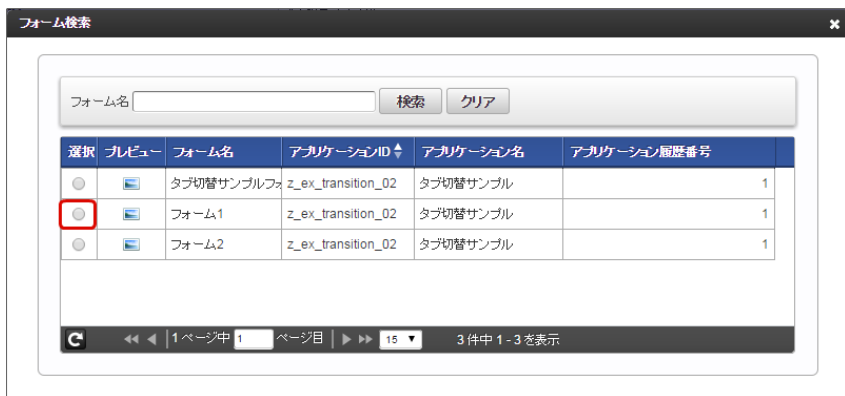 フォーム検索
フォーム名 検索 クリア
選択 プレビュー フォーム名 アプリケーションID アプリケーション名 アプリケーション履歴番号
タブ切替サンプルフォ z_ex_transition_02 タブ切替サンプル 1
フォーム1 z_ex_transition_02 タブ切替サンプル 1
フォーム2 z_ex_transition_02 タブ切替サンプル 1
1 ページ中 1 ページ目 15 3 件中 1 - 3 を表示